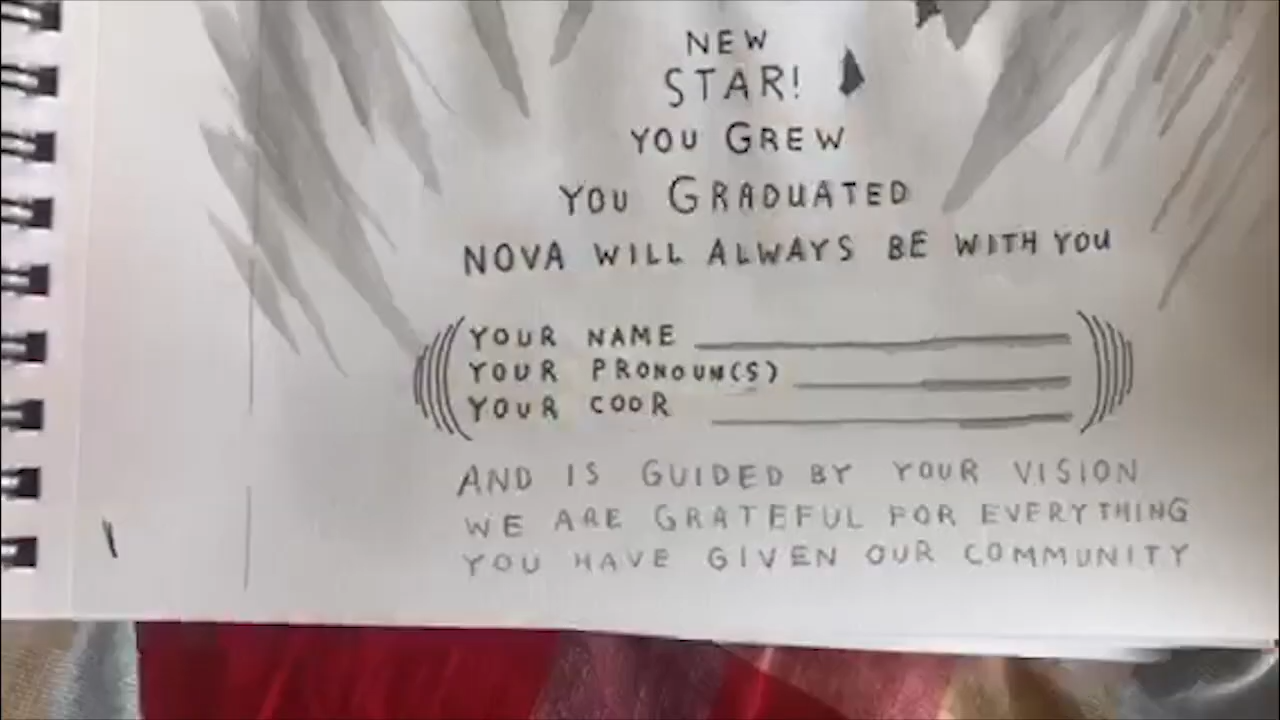 NEW
STAR!
YOU GREW
YOU GRADUATED
NOVA WILL ALWAYS BE WITH YOU
YOUR NAME
YOUR PRONOUN(S)
YOUR COOR
AND IS GUIDED BY YOUR VISION
WE ARE GRATEFUL FOR EVERYTHING
YOU HAVE GIVEN OUR COMMUNITY